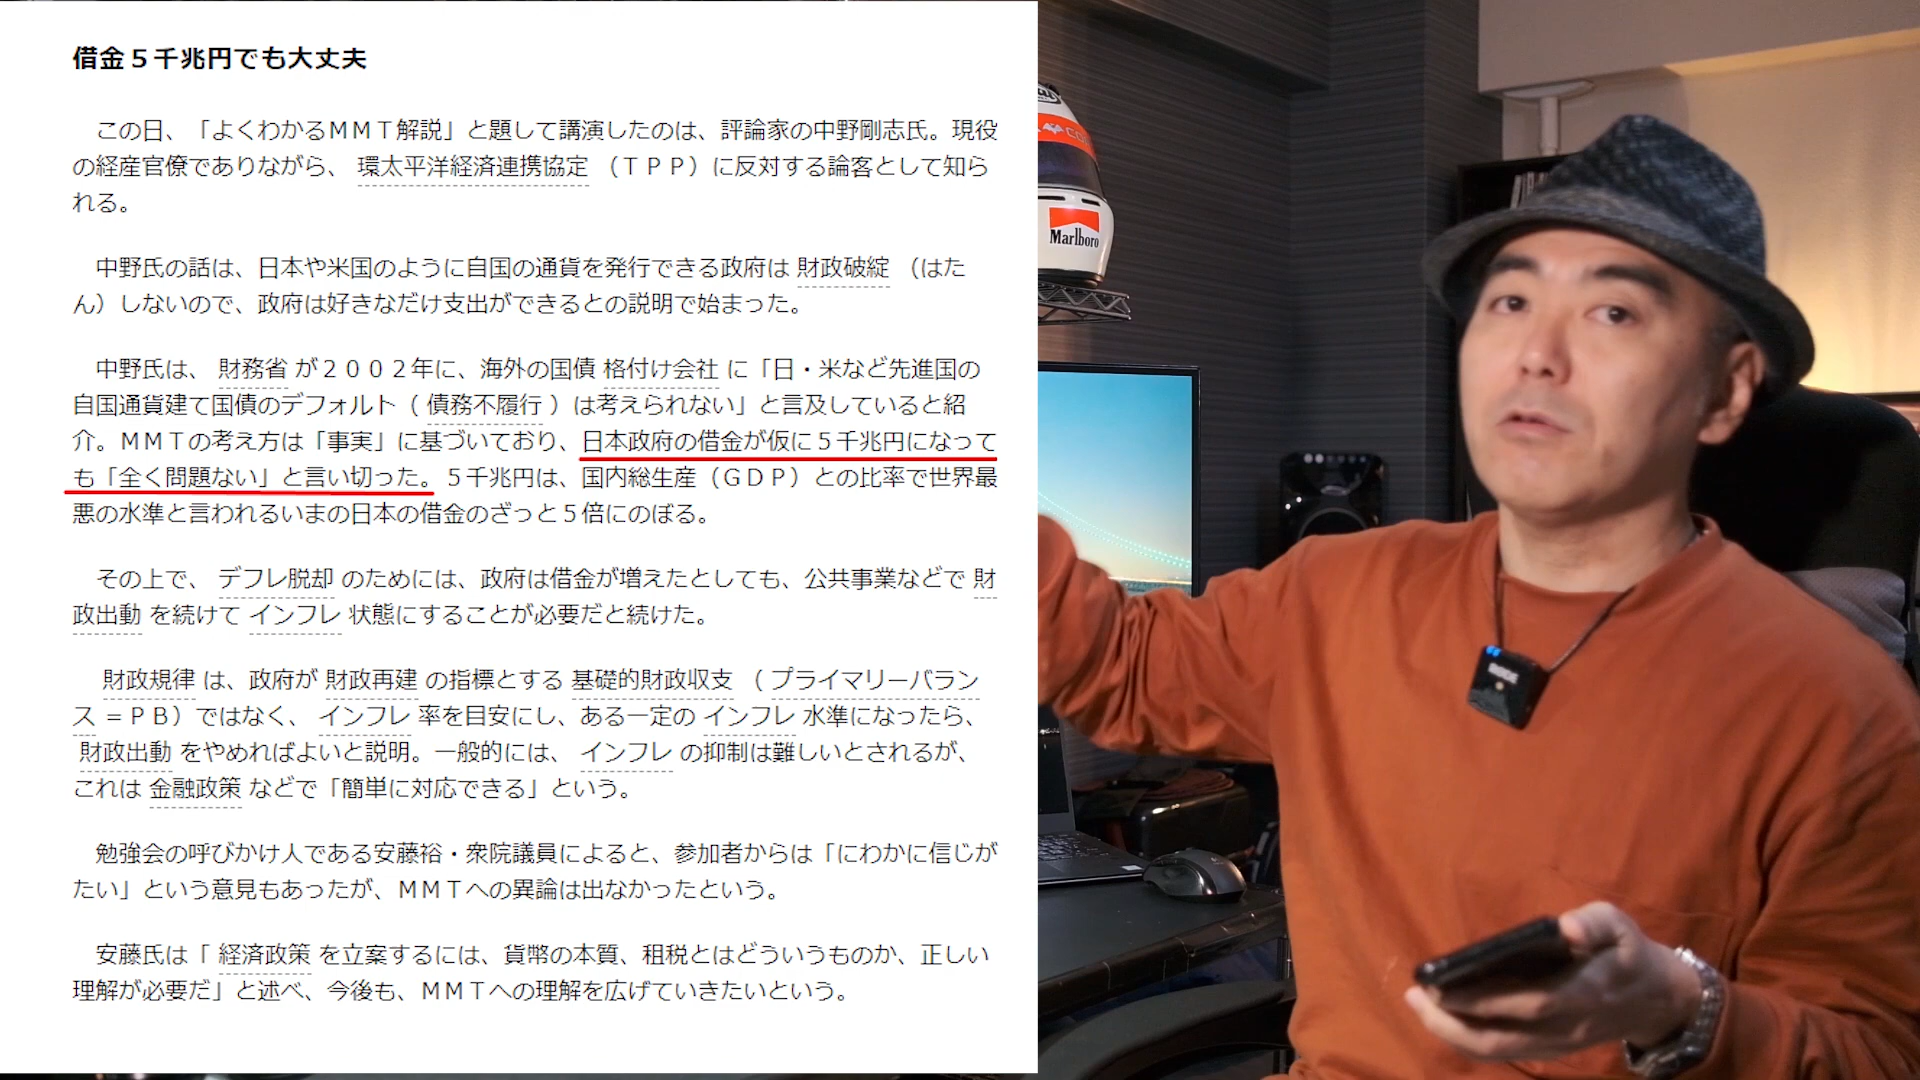 借金５千兆円でも大丈夫
この日、「よくわかるＭＭＴ解説」と題して講演したのは、評論家の中野剛志氏。現役
の経産官僚でありながら、 環太平洋経済連携協定 （ＴＰＰ）に反対する論客として知ら
れる。
中野氏の話は、日本や米国のように自国の通貨を発行できる政府は 財政破綻 （はた
ん）しないので、政府は好きなだけ支出ができるとの説明で始まった。
中野氏は、 財務省 が２００２年に、海外の国債 格付け会社 に「日・米など先進国の
自国通貨建て国債のデフォルト（ 債務不履行 ）は考えられない」と言及していると紹
介。ＭＭＴの考え方は「事実」に基づいており、日本政府の借金が仮に５千兆円になって
も「全く問題ない」と言い切った。５千兆円は、国内総生産（ＧＤＰ）との比率で世界最
悪の水準と言われるいまの日本の借金のざっと５倍にのぼる。
その上で、 デフレ脱却 のためには、政府は借金が増えたとしても、公共事業などで 財
政出動 を続けて インフレ 状態にすることが必要だと続けた。
財政規律 は、政府が 財政再建 の指標とする 基礎的財政収支 （ プライマリーバラン
ス ＝ＰＢ）ではなく、 インフレ 率を目安にし、ある一定の インフレ 水準になったら、
財政出動 をやめればよいと説明。一般的には、 インフレ の抑制は難しいとされるが、
これは 金融政策 などで「簡単に対応できる」という。
勉強会の呼びかけ人である安藤裕・衆院議員によると、参加者からは「にわかに信じが
たい」という意見もあったが、ＭＭＴへの異論は出なかったという。
安藤氏は「 経済政策 を立案するには、貨幣の本質、租税とはどういうものか、正しい
理解が必要だ」と述べ、今後も、ＭＭＴへの理解を広げていきたいという。
Marlboro